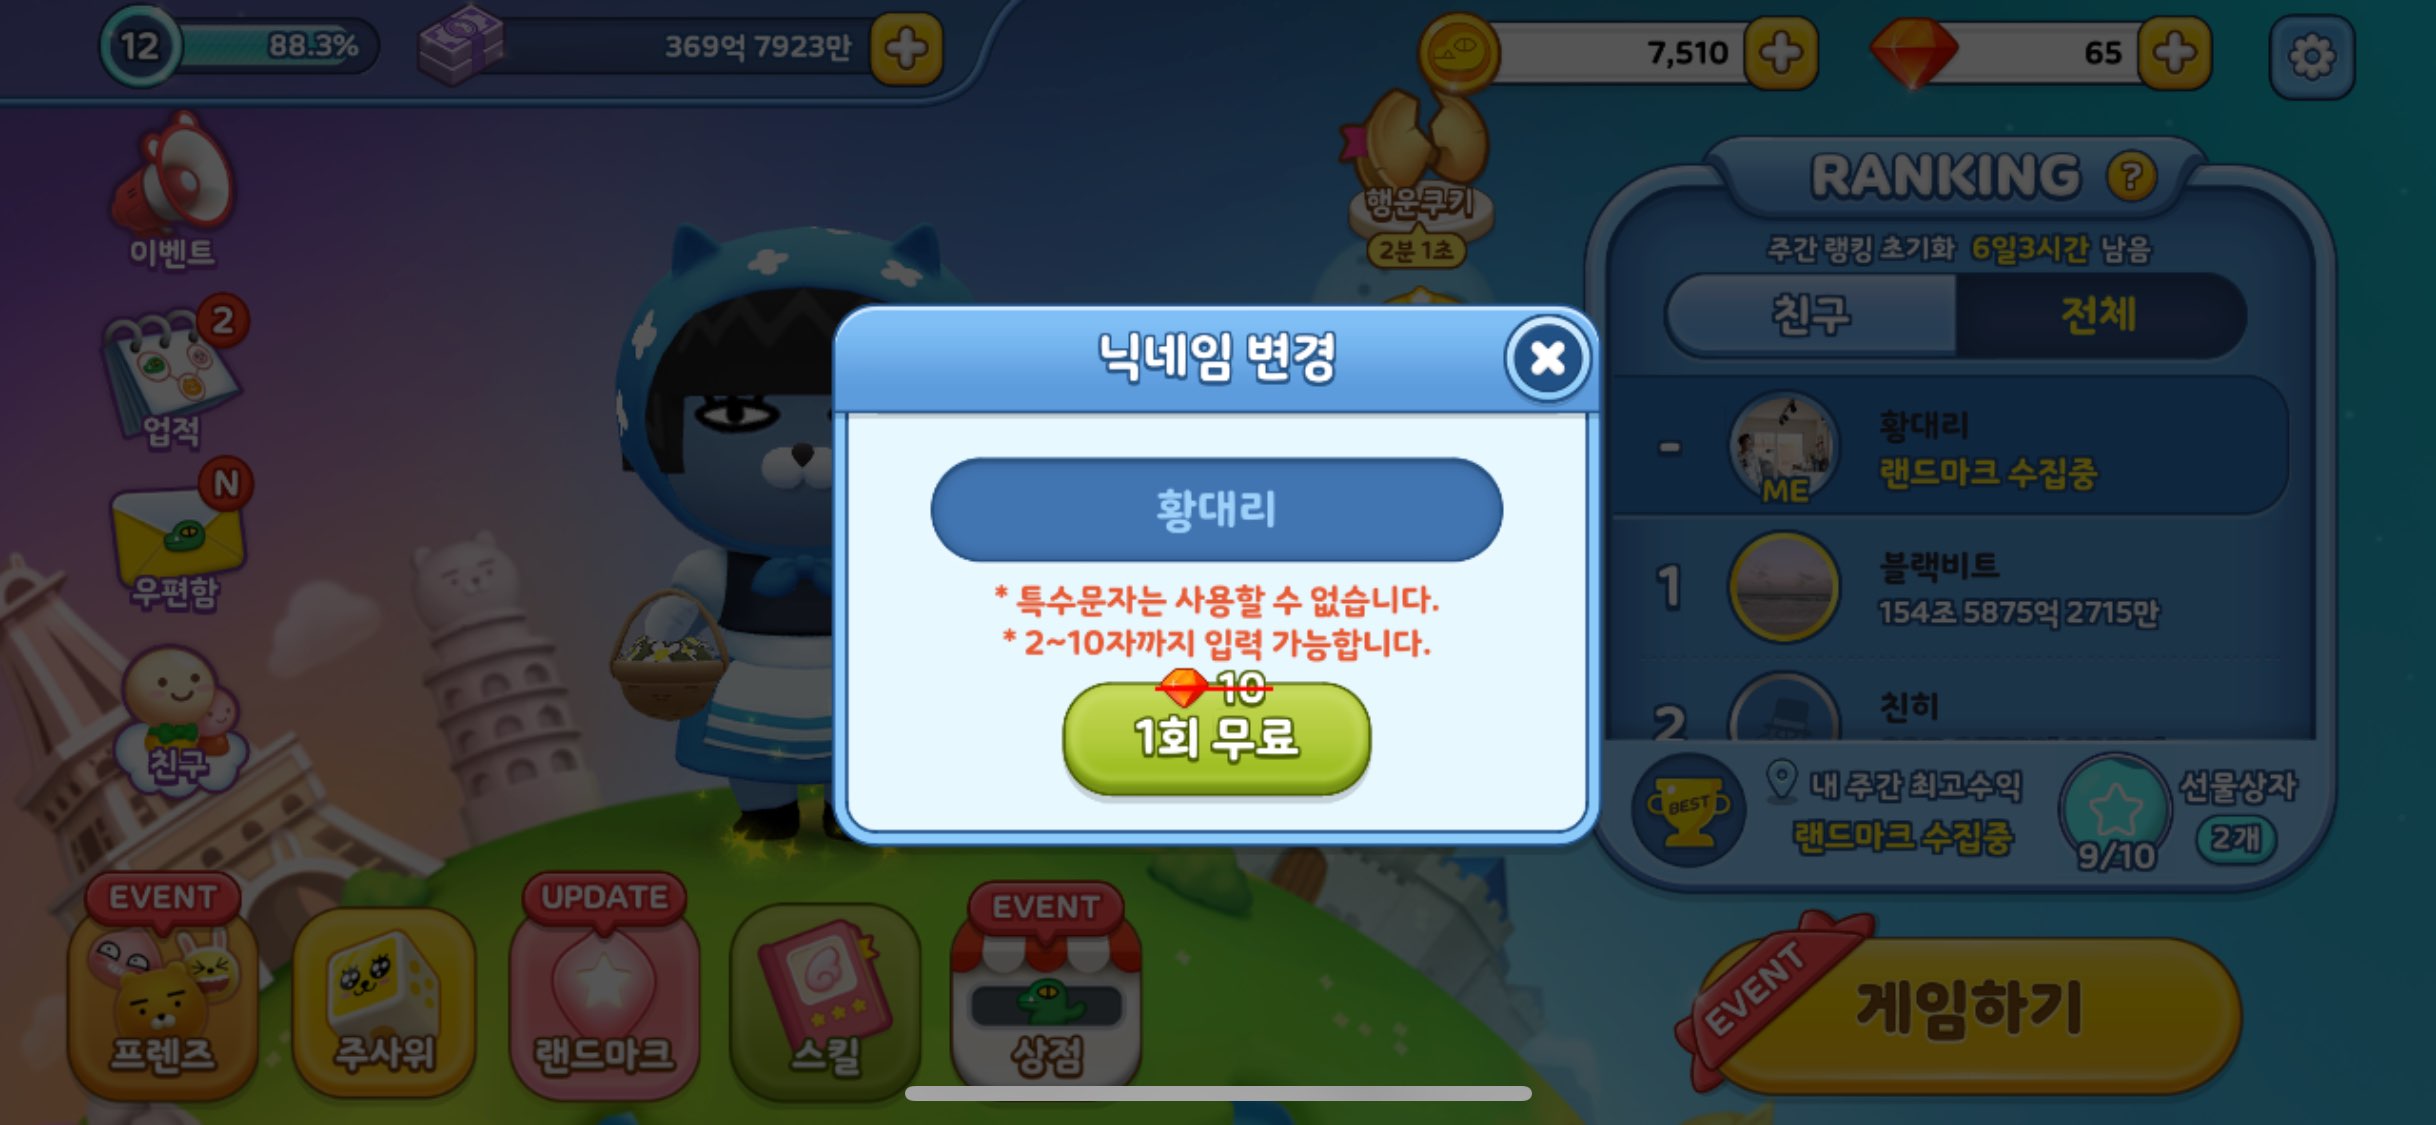 12
88.3%
369억 7923만
7,510
65
이벤트
2
업적
N
우편함
친구
행운쿠키
2분 1초
RANKING ?
주간 랭킹 초기화 6일3시간 남음
친구
전체
-
ME
황대리
랜드마크 수집중
1
블랙비트
154조 5875억 2715만
2
친히
BEST
내 주간 최고수익
랜드마크 수집중
9/10
선물상자
2개
닉네임 변경
황대리
* 특수문자는 사용할 수 없습니다.
* 2~10자까지 입력 가능합니다.
10
1회 무료
EVENT
프렌즈
주사위
UPDATE
랜드마크
스킬
EVENT
상점
EVENT
게임하기